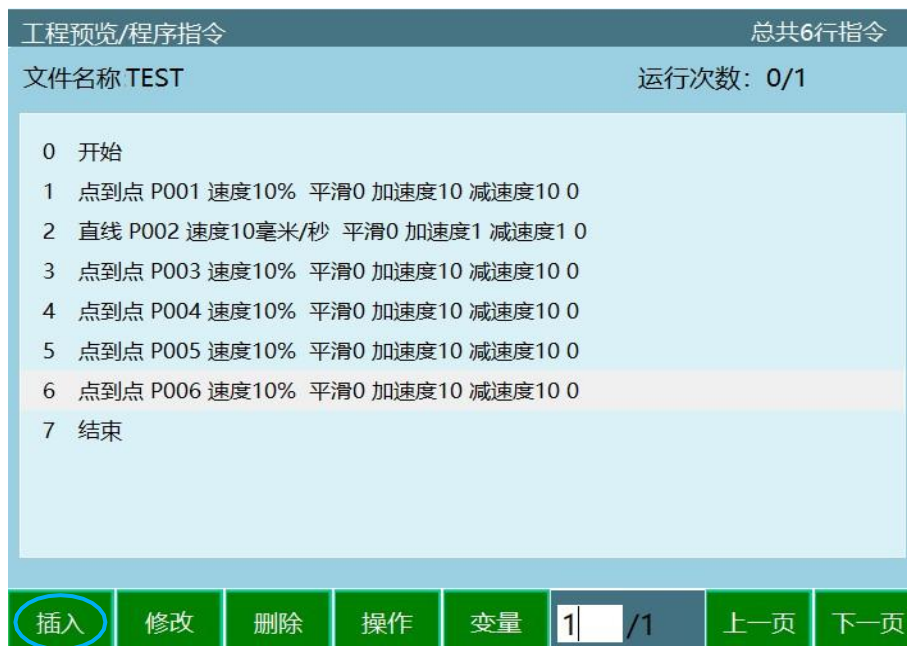 工程预览/程序指令 总共6行指令
文件名称:TEST 运行次数：0/1
0 开始
1 点到点 P001 速度10% 平滑0 加速度10 减速度10 0
2 直线 P002 速度10毫米/秒 平滑0 加速度1 减速度1 0
3 点到点 P003 速度10% 平滑0 加速度10 减速度10 0
4 点到点 P004 速度10% 平滑0 加速度10 减速度10 0
5 点到点 P005 速度10% 平滑0 加速度10 减速度10 0
6 点到点 P006 速度10% 平滑0 加速度10 减速度10 0
7 结束
插入 修改 删除 操作 变量 1 /1 上一页 下一页